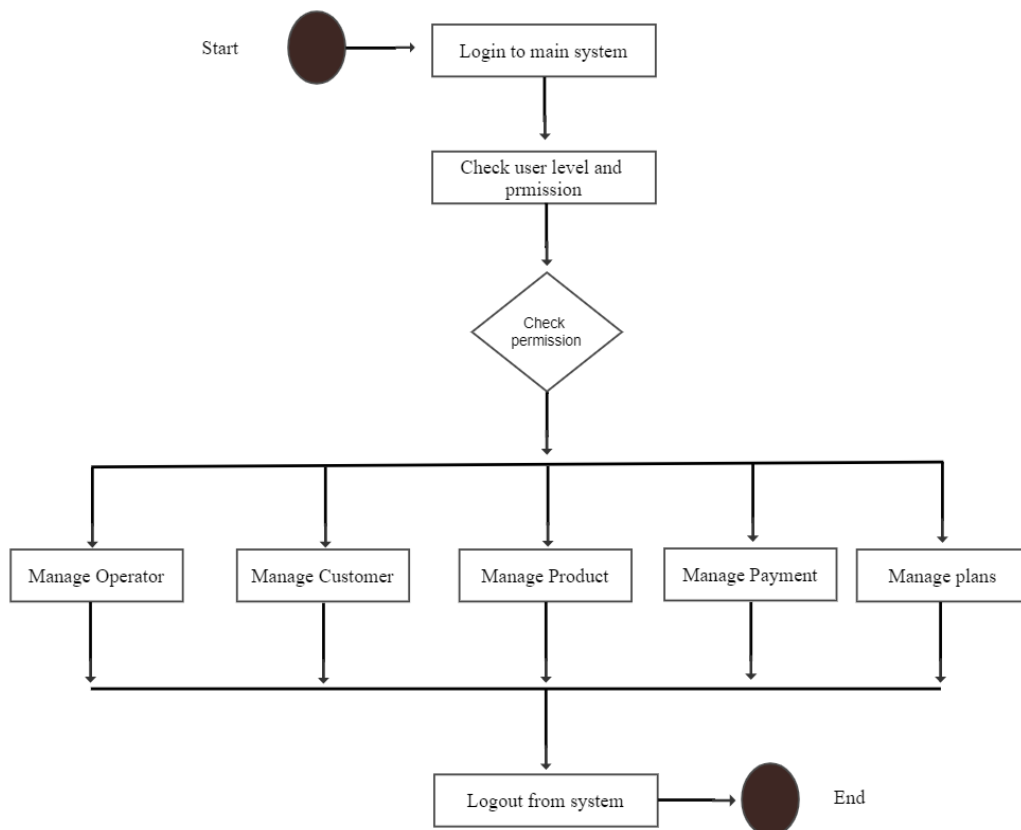 Start
Login to main system
Check user level and
prmission
Check
permission
Manage Operator
Manage Customer
Manage Product
Manage Payment
Manage plans
Logout from system
End